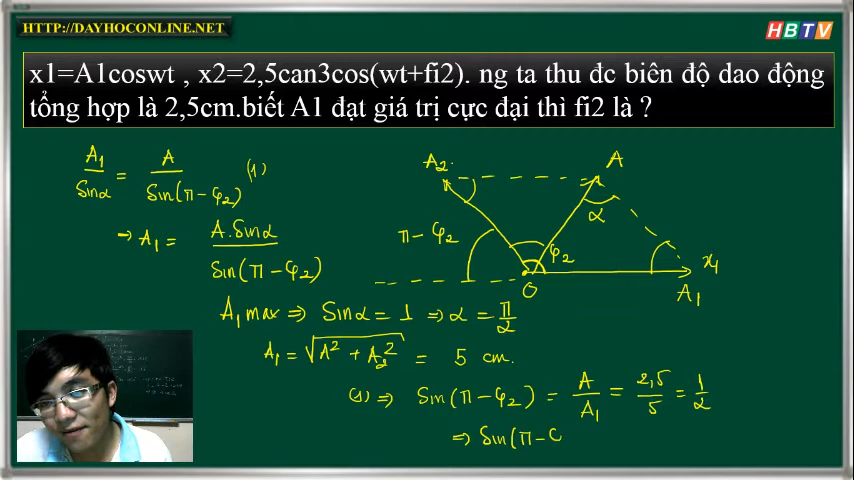 HTTP://DAYHOCONLINE.NET
HBTV
x1=A1coswt , x2=2,5can3cos(wt+fi2). ng ta thu đc biên độ dao động
tổng hợp là 2,5cm.biết A1 đạt giá trị cực đại thì fi2 là ?
A₁/Sinα = A/Sin(π-φ₂) (1)
→ A₁ = A.Sinα/Sin(π-φ₂)
A₁ max ⇒ Sinα = 1 ⇒ α = π/2
A₁ = √(A² + A₂²) = 5 cm.
(1) ⇒ Sin(π-φ₂) = A/A₁ = 2,5/5 = 1/2
⇒ Sin(π-
A₂
A
α
π-φ₂
φ₂
O
x₁
A₁